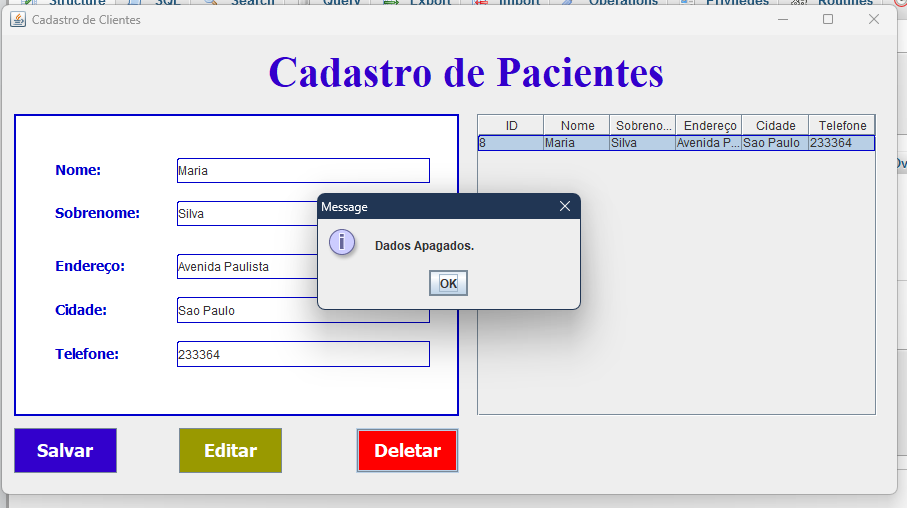 Structure SQL Search Query Export Import Operations Privileges Routines
Cadastro de Clientes
Cadastro de Pacientes
Nome: Maria
Sobrenome: Silva
Endereço: Avenida Paulista
Cidade: Sao Paulo
Telefone: 233364
ID Nome Sobreno... Endereço Cidade Telefone
8 Maria Silva Avenida P... Sao Paulo 233364
Message
Dados Apagados.
OK
Salvar Editar Deletar